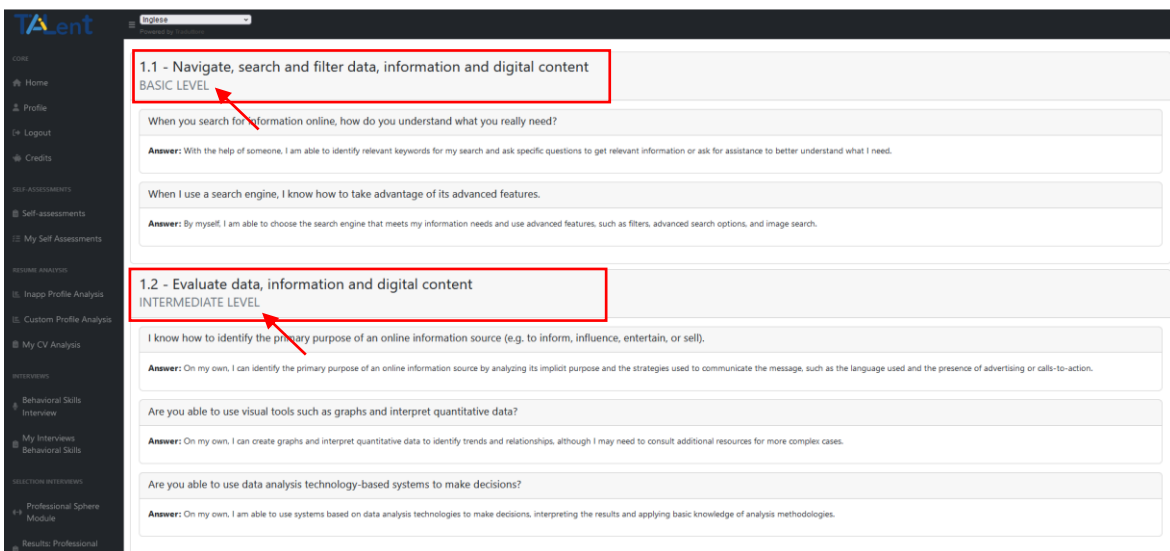 TALent
Inglese
Powered by Traduttore
CORE
Home
Profile
Logout
Credits
SELF-ASSESSMENTS
Self-assessments
My Self Assessments
RESUME ANALYSIS
Inapp Profile Analysis
Custom Profile Analysis
My CV Analysis
INTERVIEWS
Behavioral Skills
Interview
My Interviews
Behavioral Skills
SELECTION INTERVIEWS
Professional Sphere
Module
Results: Professional
1.1 - Navigate, search and filter data, information and digital content
BASIC LEVEL
When you search for information online, how do you understand what you really need?
Answer: With the help of someone, I am able to identify relevant keywords for my search and ask specific questions to get relevant information or ask for assistance to better understand what I need.
When I use a search engine, I know how to take advantage of its advanced features.
Answer: By myself, I am able to choose the search engine that meets my information needs and use advanced features, such as filters, advanced search options, and image search.
1.2 - Evaluate data, information and digital content
INTERMEDIATE LEVEL
I know how to identify the primary purpose of an online information source (e.g. to inform, influence, entertain, or sell).
Answer: On my own, I can identify the primary purpose of an online information source by analyzing its implicit purpose and the strategies used to communicate the message, such as the language used and the presence of advertising or calls-to-action.
Are you able to use visual tools such as graphs and interpret quantitative data?
Answer: On my own, I can create graphs and interpret quantitative data to identify trends and relationships, although I may need to consult additional resources for more complex cases.
Are you able to use data analysis technology-based systems to make decisions?
Answer: On my own, I am able to use systems based on data analysis technologies to make decisions, interpreting the results and applying basic knowledge of analysis methodologies.